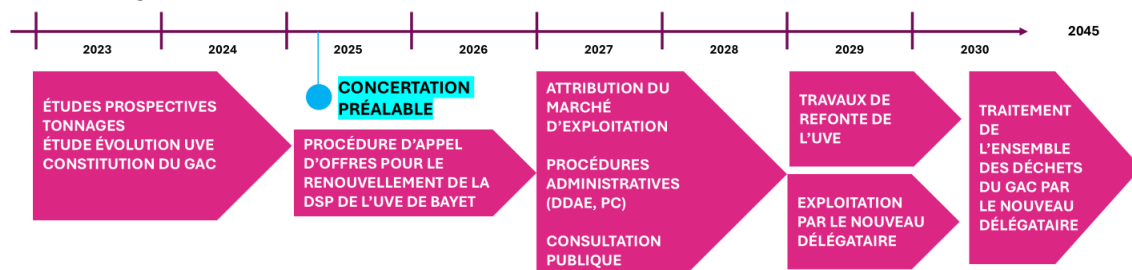 2023
2024
2025
2026
2027
2028
2029
2030
2045
ÉTUDES PROSPECTIVES
TONNAGES
ÉTUDE ÉVOLUTION UVE
CONSTITUTION DU GAC
CONCERTATION
PRÉALABLE
PROCÉDURE D'APPEL
D'OFFRES POUR LE
RENOUVELLEMENT DE LA
DSP DE L'UVE DE BAYET
ATTRIBUTION DU
MARCHÉ
D'EXPLOITATION
PROCÉDURES
ADMINISTRATIVES
(DDAE, PC)
CONSULTATION
PUBLIQUE
TRAVAUX DE
REFONTE DE
L'UVE
EXPLOITATION
PAR LE NOUVEAU
DÉLÉGATAIRE
TRAITEMENT
DE
L'ENSEMBLE
DES DÉCHETS
DU GAC PAR
LE NOUVEAU
DÉLÉGATAIRE